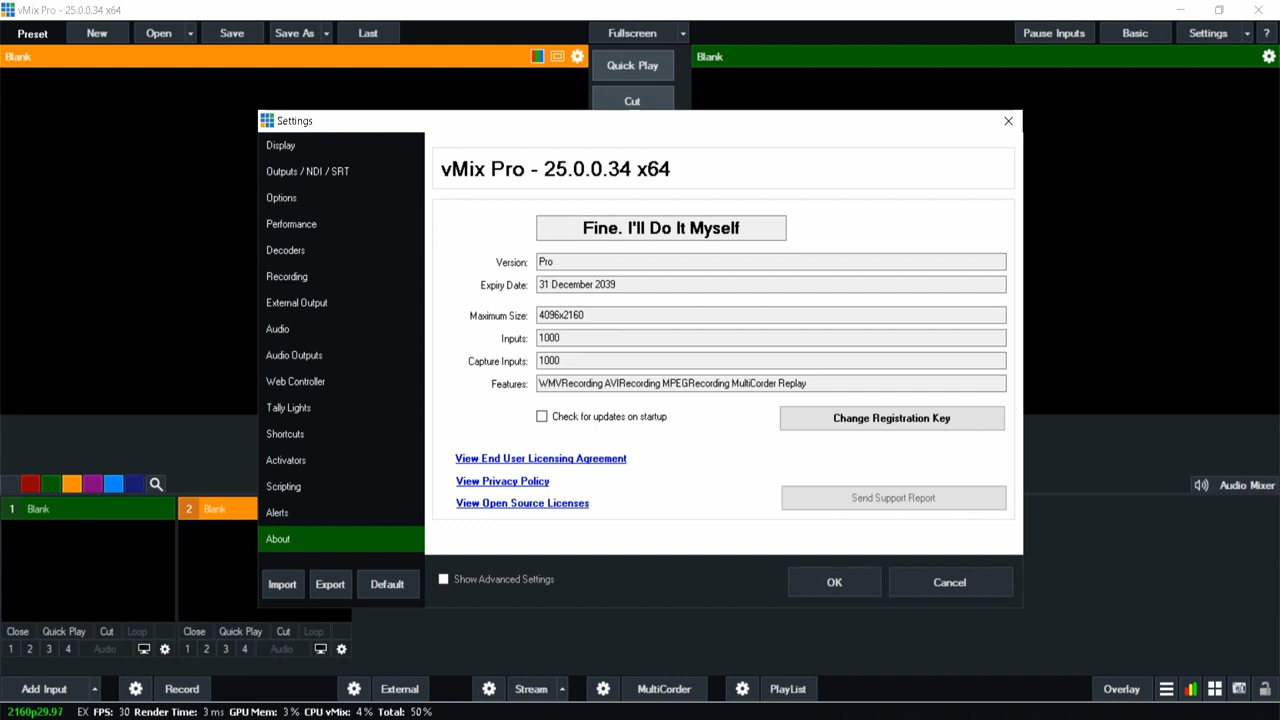 vMix Pro - 25.0.0.34 x64
Preset New Open Save Save As Last Fullscreen Pause Inputs Basic Settings ?
Blank Blank
Quick Play
Cut
Settings
Display
Outputs / NDI / SRT
Options
Performance
Decoders
Recording
External Output
Audio
Audio Outputs
Web Controller
Tally Lights
Shortcuts
Activators
Scripting
Alerts
About
Import Export Default
vMix Pro - 25.0.0.34 x64
Fine. I'll Do It Myself
Version: Pro
Expiry Date: 31 December 2039
Maximum Size: 4096x2160
Inputs: 1000
Capture Inputs: 1000
Features: WMVRecording AVIRecording MPEGRecording MultiCorder Replay
Check for updates on startup Change Registration Key
View End User Licensing Agreement
View Privacy Policy
Send Support Report
View Open Source Licenses
Show Advanced Settings OK Cancel
Audio Mixer
1 Blank 2 Blank
Close Quick Play Cut Loop Close Quick Play Cut Loop
1 2 3 4 Audio 1 2 3 4 Audio
Add Input Record External Stream MultiCorder PlayList Overlay
2160p29.97 EX FPS: 30 Render Time: 3 ms GPU Mem: 3 % CPU vMix: 4 % Total: 50 %